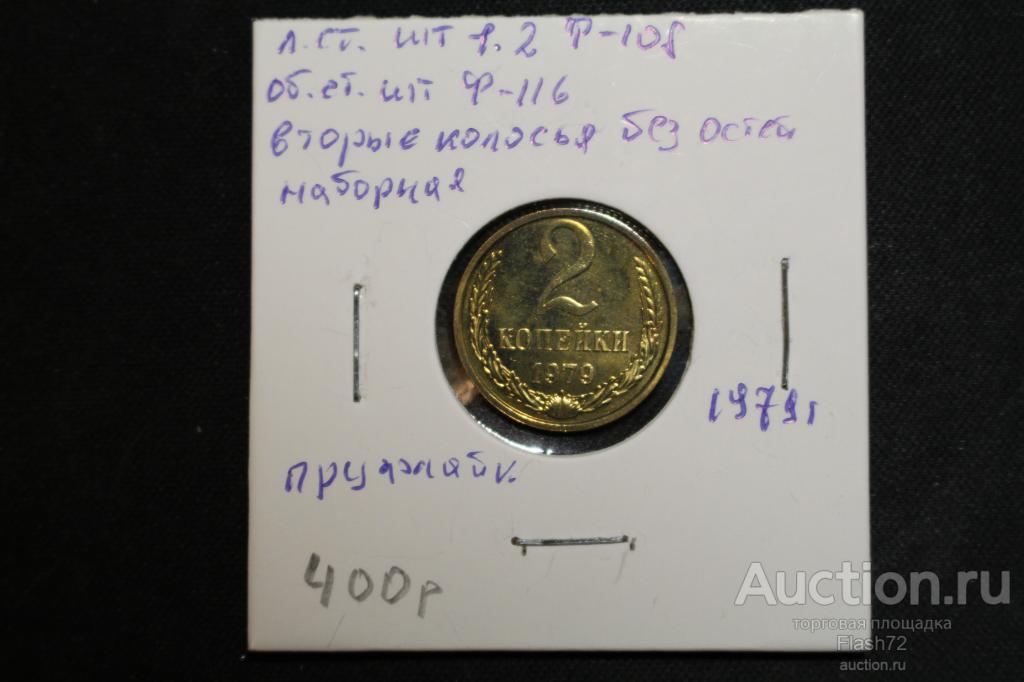 л.ст. шт 1.2 Ф-108
об.ст. шт Ф-116
вторые колосья без остей
наборная
2
КОПЕЙКИ
1979
1979г
400р
Auction.ru
торговая площадка
Flash72
auction.ru